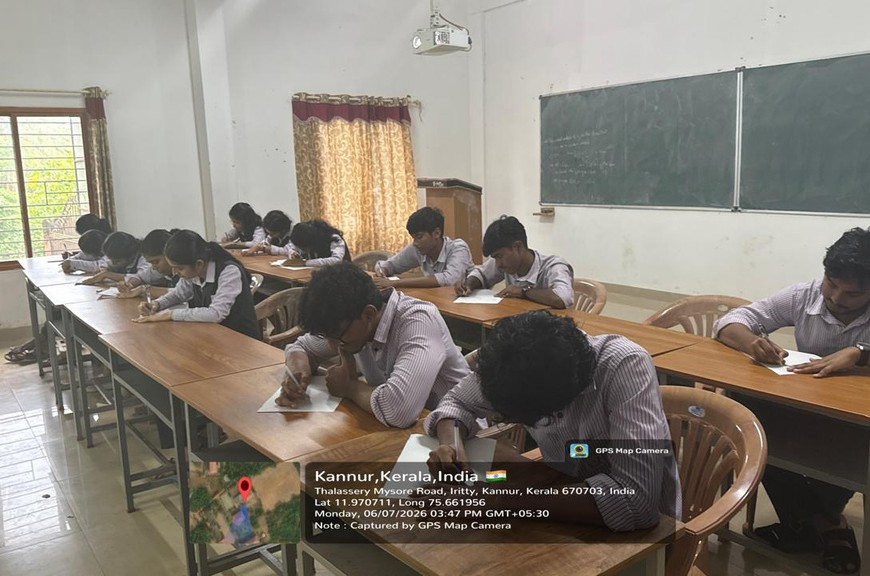 GPS Map Camera
Kannur,Kerala,India
Thalassery Mysore Road, Iritty, Kannur, Kerala 670703, India
Lat 11.970711, Long 75.661956
Monday, 06/07/2026 03:47 PM GMT+05:30
Note : Captured by GPS Map Camera